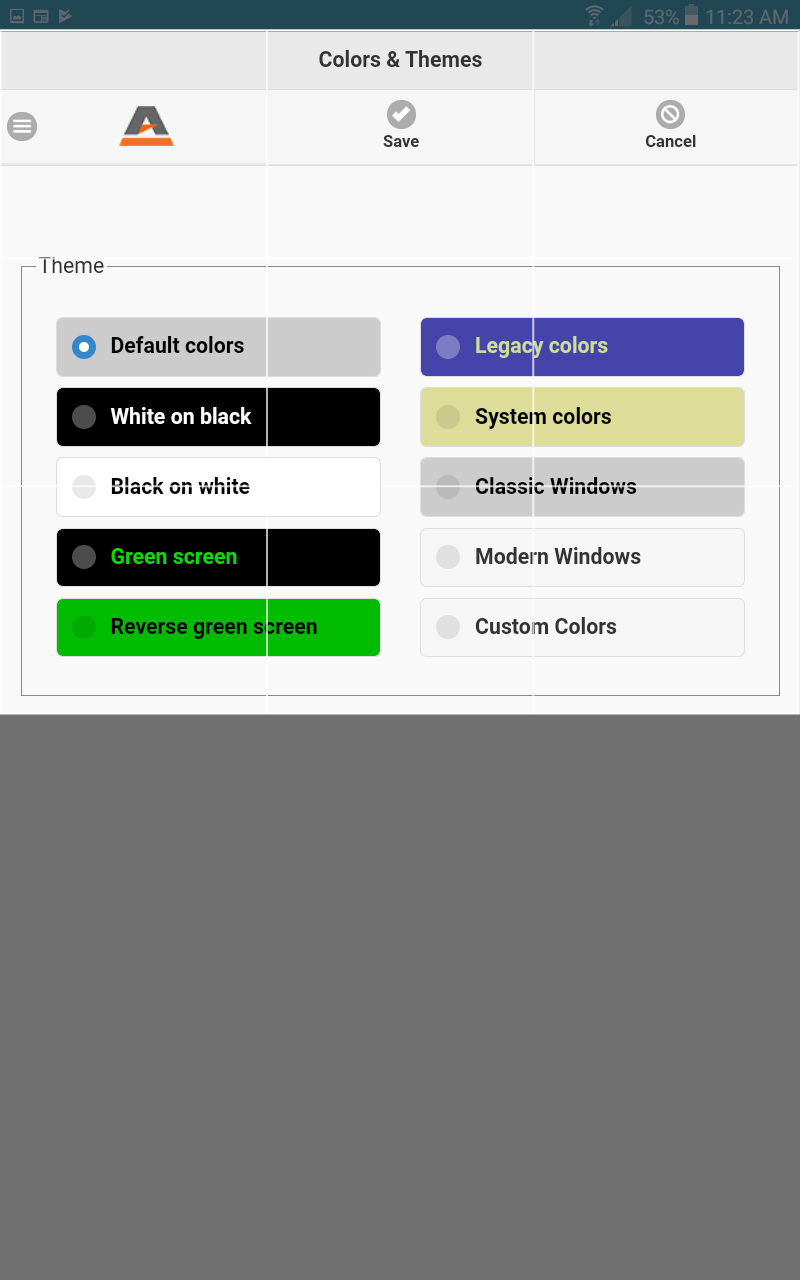 53% 11:23 AM
Colors & Themes
Save
Cancel
Theme
Default colors
Legacy colors
White on black
System colors
Black on white
Classic Windows
Green screen
Modern Windows
Reverse green screen
Custom Colors